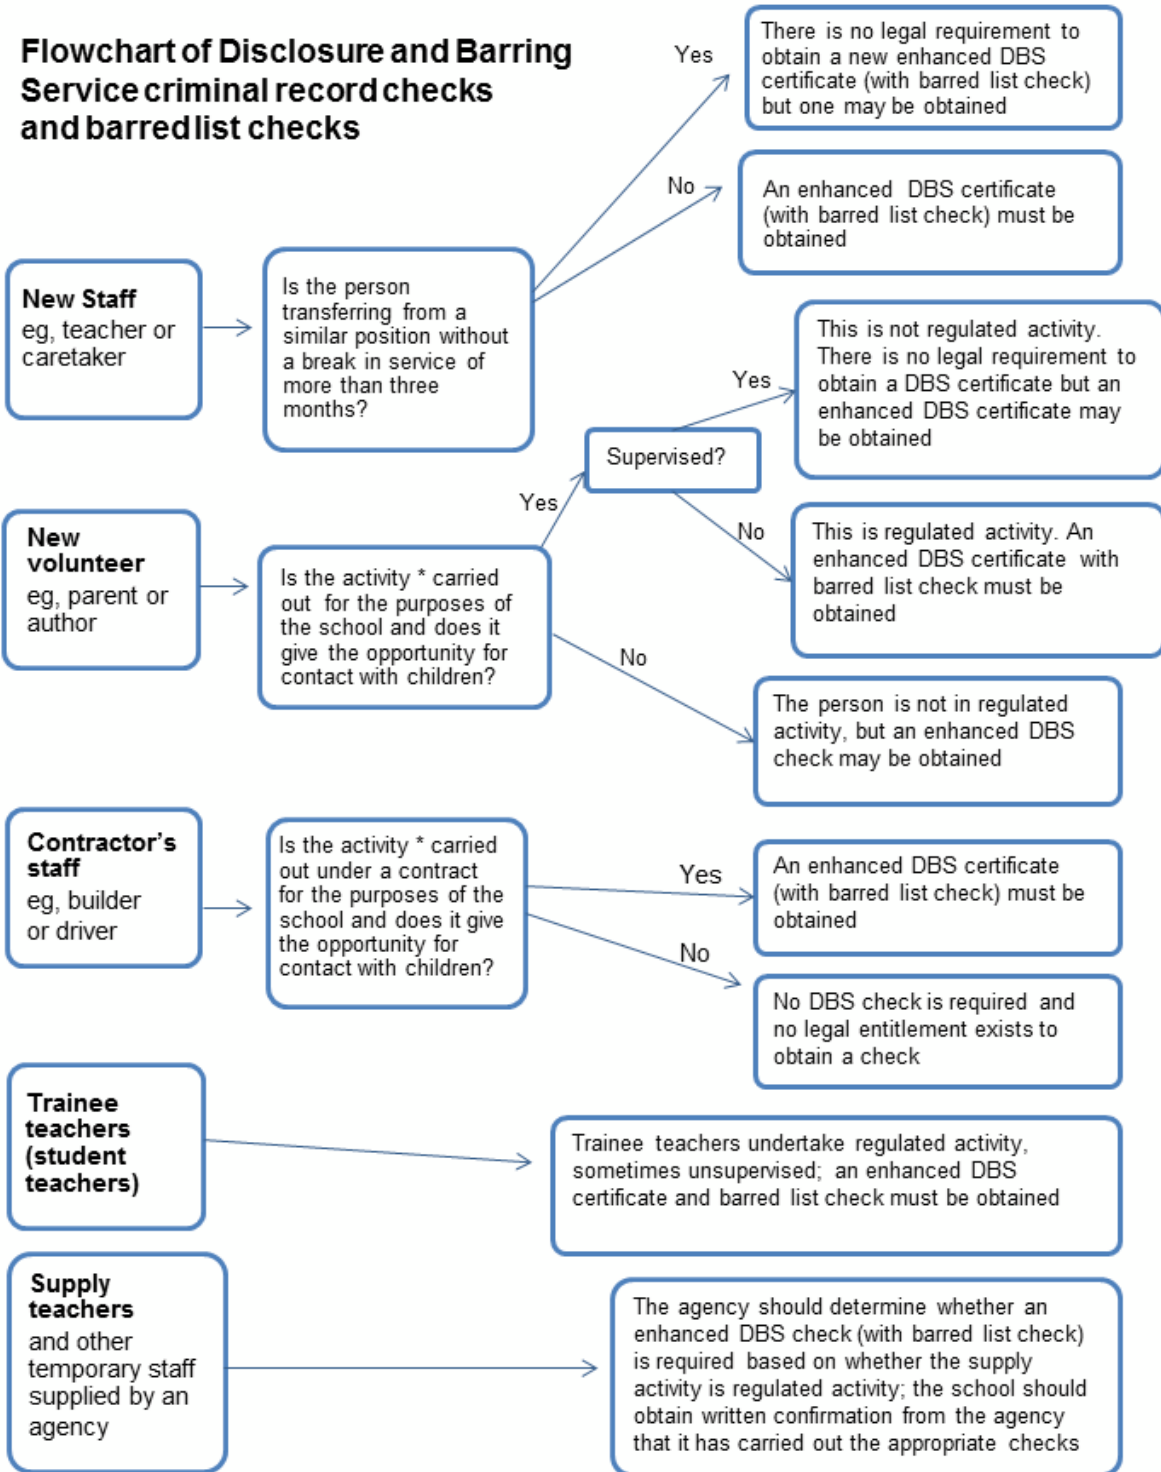 Flowchart of Disclosure and Barring
Service criminal record checks
and barred list checks
New Staff
eg, teacher or
caretaker
Is the person
transferring from a
similar position without
a break in service of
more than three
months?
Yes
There is no legal requirement to
obtain a new enhanced DBS
certificate (with barred list check)
but one may be obtained
No
An enhanced DBS certificate
(with barred list check) must be
obtained
New
volunteer
eg, parent or
author
Is the activity * carried
out for the purposes of
the school and does it
give the opportunity for
contact with children?
Yes
Supervised?
Yes
This is not regulated activity.
There is no legal requirement to
obtain a DBS certificate but an
enhanced DBS certificate may
be obtained
No
This is regulated activity. An
enhanced DBS certificate with
barred list check must be
obtained
No
The person is not in regulated
activity, but an enhanced DBS
check may be obtained
Contractor's
staff
eg, builder
or driver
Is the activity * carried
out under a contract
for the purposes of the
school and does it give
the opportunity for
contact with children?
Yes
An enhanced DBS certificate
(with barred list check) must be
obtained
No
No DBS check is required and
no legal entitlement exists to
obtain a check
Trainee
teachers
(student
teachers)
Trainee teachers undertake regulated activity,
sometimes unsupervised; an enhanced DBS
certificate and barred list check must be obtained
Supply
teachers
and other
temporary staff
supplied by an
agency
The agency should determine whether an
enhanced DBS check (with barred list check)
is required based on whether the supply
activity is regulated activity; the school should
obtain written confirmation from the agency
that it has carried out the appropriate checks